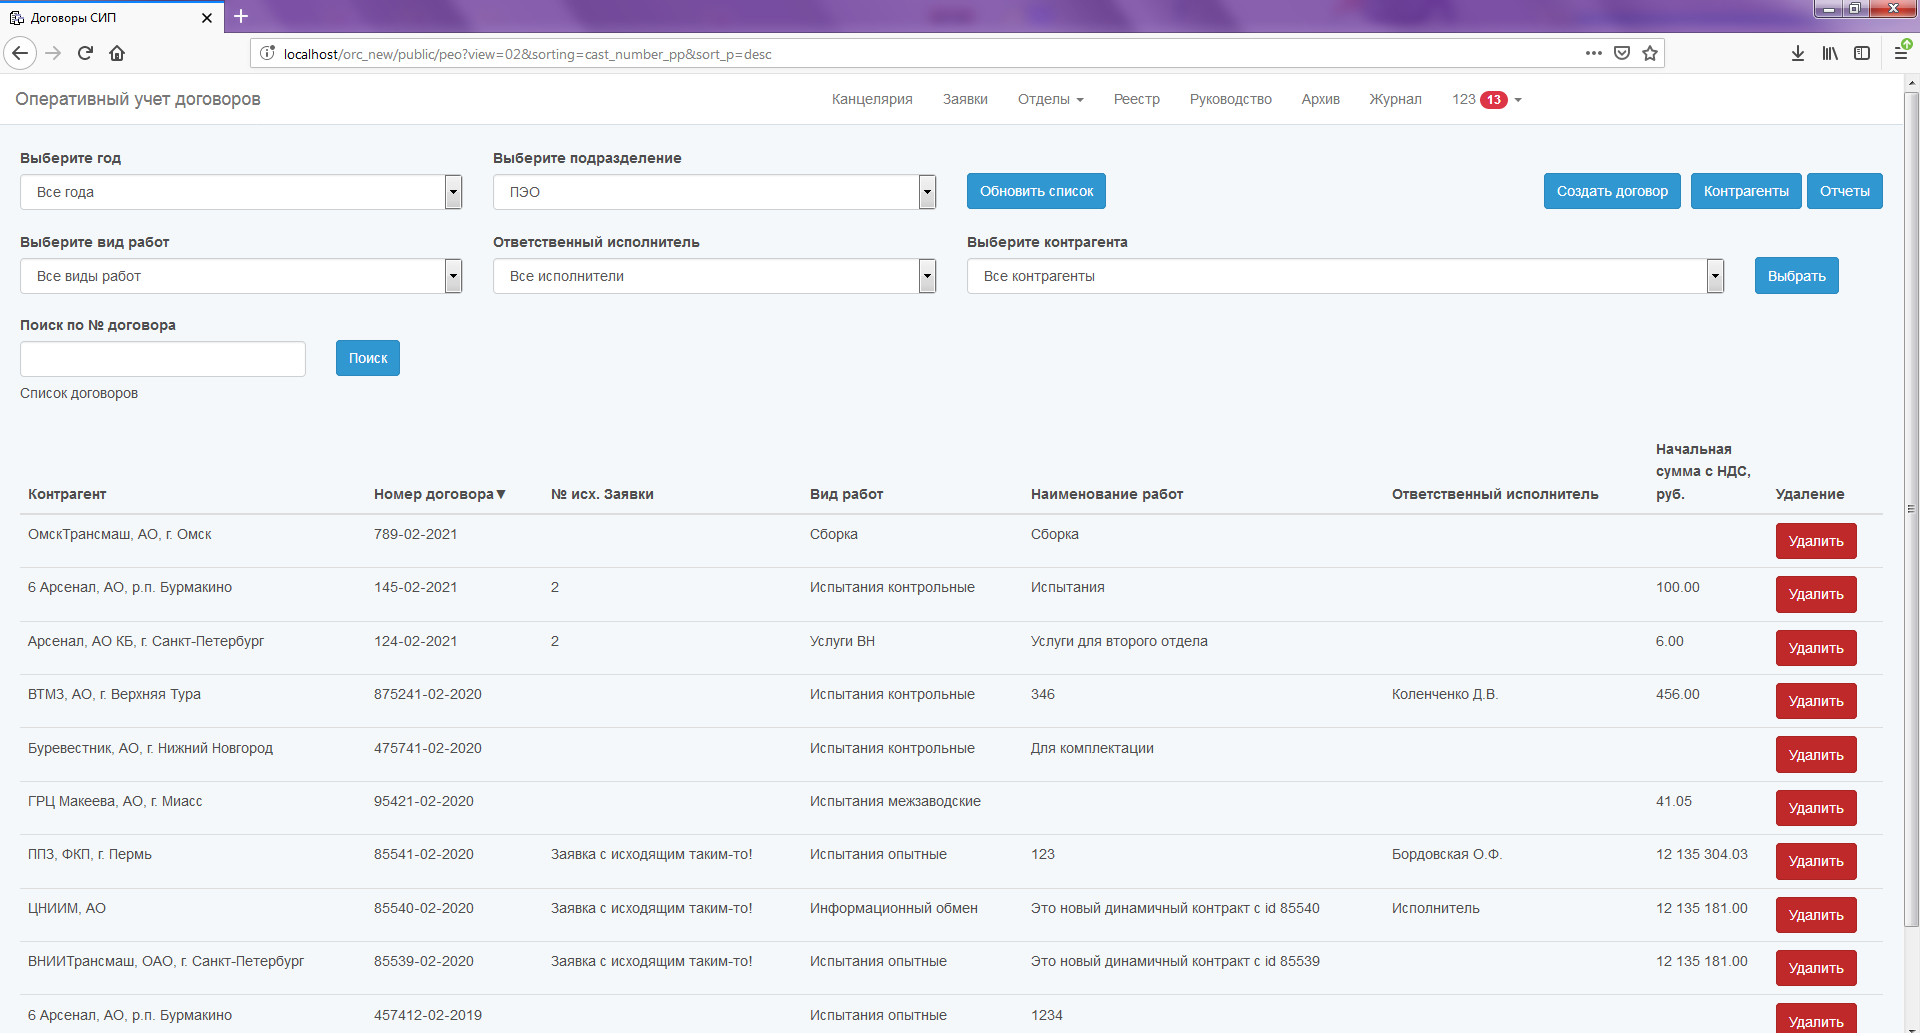 Договоры СИП
localhost/orc_new/public/peo?view=02&sorting=cast_number_pp&sort_p=desc
Оперативный учет договоров
Канцелярия Заявки Отделы Реестр Руководство Архив Журнал 123 13
Выберите год Выберите подразделение
Все года ПЭО Обновить список Создать договор Контрагенты Отчеты
Выберите вид работ Ответственный исполнитель Выберите контрагента
Все виды работ Все исполнители Все контрагенты Выбрать
Поиск по № договора
Поиск
Список договоров
Контрагент Номер договора▼ № исх. Заявки Вид работ Наименование работ Ответственный исполнитель Начальная сумма с НДС, руб. Удаление
ОмскТрансмаш, АО, г. Омск 789-02-2021 Сборка Сборка Удалить
6 Арсенал, АО, р.п. Бурмакино 145-02-2021 2 Испытания контрольные Испытания 100.00 Удалить
Арсенал, АО КБ, г. Санкт-Петербург 124-02-2021 2 Услуги ВН Услуги для второго отдела 6.00 Удалить
ВТМЗ, АО, г. Верхняя Тура 875241-02-2020 Испытания контрольные 346 Коленченко Д.В. 456.00 Удалить
Буревестник, АО, г. Нижний Новгород 475741-02-2020 Испытания контрольные Для комплектации Удалить
ГРЦ Макеева, АО, г. Миасс 95421-02-2020 Испытания межзаводские 41.05 Удалить
ППЗ, ФКП, г. Пермь 85541-02-2020 Заявка с исходящим таким-то! Испытания опытные 123 Бордовская О.Ф. 12 135 304.03 Удалить
ЦНИИМ, АО 85540-02-2020 Заявка с исходящим таким-то! Информационный обмен Это новый динамичный контракт с id 85540 Исполнитель 12 135 181.00 Удалить
ВНИИТрансмаш, ОАО, г. Санкт-Петербург 85539-02-2020 Заявка с исходящим таким-то! Испытания опытные Это новый динамичный контракт с id 85539 12 135 181.00 Удалить
6 Арсенал, АО, р.п. Бурмакино 457412-02-2019 Испытания опытные 1234 Удалить